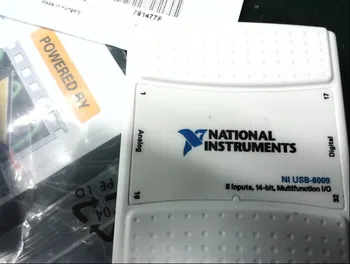 Made in Hungary
781477F
POWERED BY
1
17
Analog
Digital
NATIONAL
INSTRUMENTS
NI USB-6009
8 inputs, 14-bit, Multifunction I/O
16
32